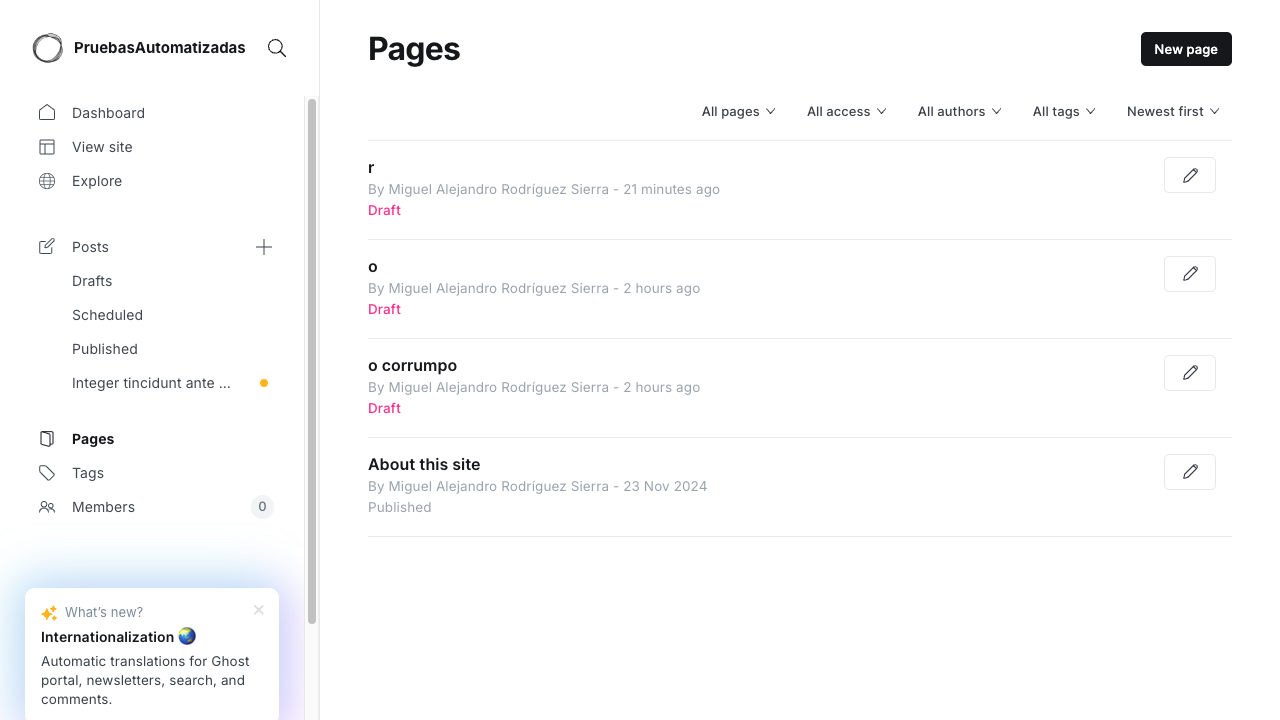 PruebasAutomatizadas
Dashboard
View site
Explore
Posts
Drafts
Scheduled
Published
Integer tincidunt ante ...
Pages
Tags
Members 0
What's new?
Internationalization 🌏
Automatic translations for Ghost
portal, newsletters, search, and
comments.
Pages
New page
All pages All access All authors All tags Newest first
r
By Miguel Alejandro Rodríguez Sierra - 21 minutes ago
Draft
o
By Miguel Alejandro Rodríguez Sierra - 2 hours ago
Draft
o corrumpo
By Miguel Alejandro Rodríguez Sierra - 2 hours ago
Draft
About this site
By Miguel Alejandro Rodríguez Sierra - 23 Nov 2024
Published